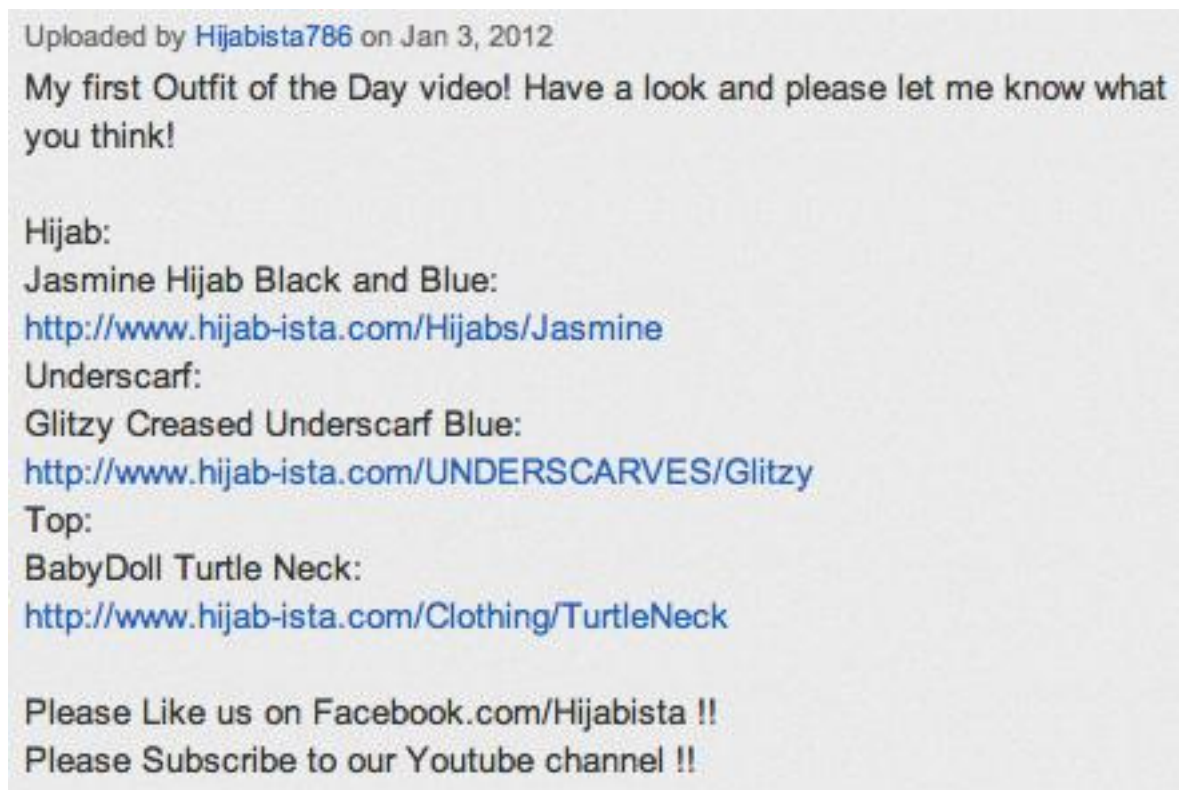 Uploaded by Hijabista786 on Jan 3, 2012
My first Outfit of the Day video! Have a look and please let me know what
you think!
Hijab:
Jasmine Hijab Black and Blue:
http://www.hijab-ista.com/Hijabs/Jasmine
Underscarf:
Glitzy Creased Underscarf Blue:
http://www.hijab-ista.com/UNDERSCARVES/Glitzy
Top:
BabyDoll Turtle Neck:
http://www.hijab-ista.com/Clothing/TurtleNeck
Please Like us on Facebook.com/Hijabista !!
Please Subscribe to our Youtube channel !!